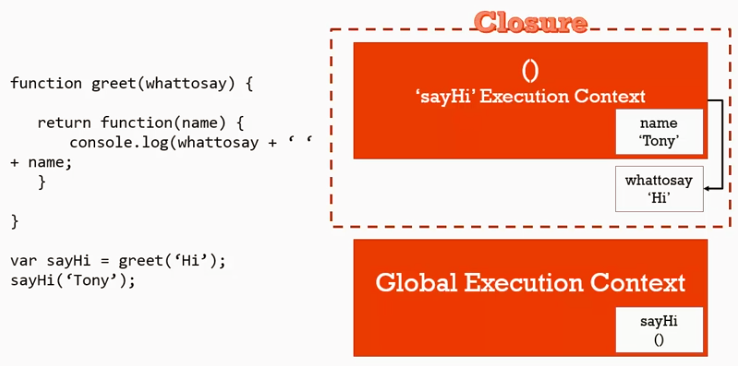 function greet(whattosay) {
return function(name) {
console.log(whattosay + ‘ ‘
+ name;
}
}
var sayHi = greet(‘Hi’);
sayHi(‘Tony’);
Closure
()
‘sayHi’ Execution Context
name
‘Tony’
whattosay
‘Hi’
Global Execution Context
sayHi
()